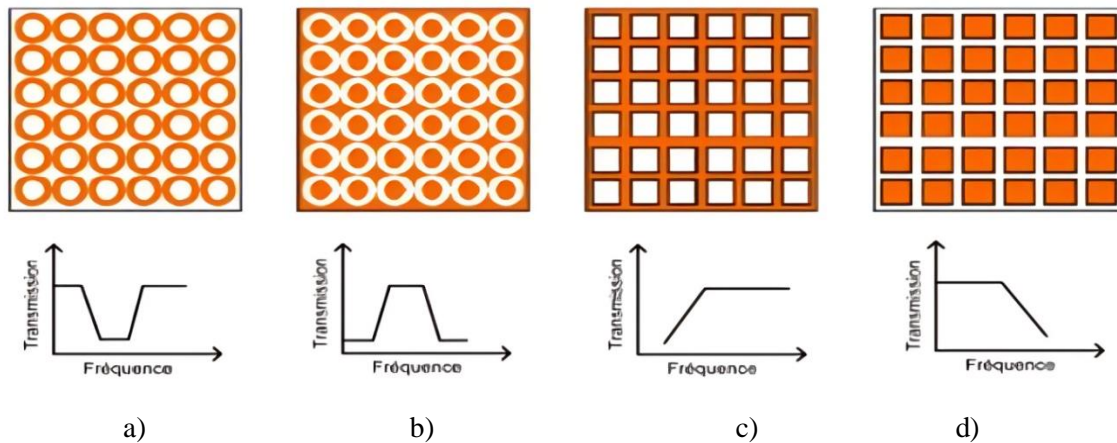 Transmission
Fréquence
Transmission
Fréquence
Transmission
Fréquence
Transmission
Fréquence
a)
b)
c)
d)